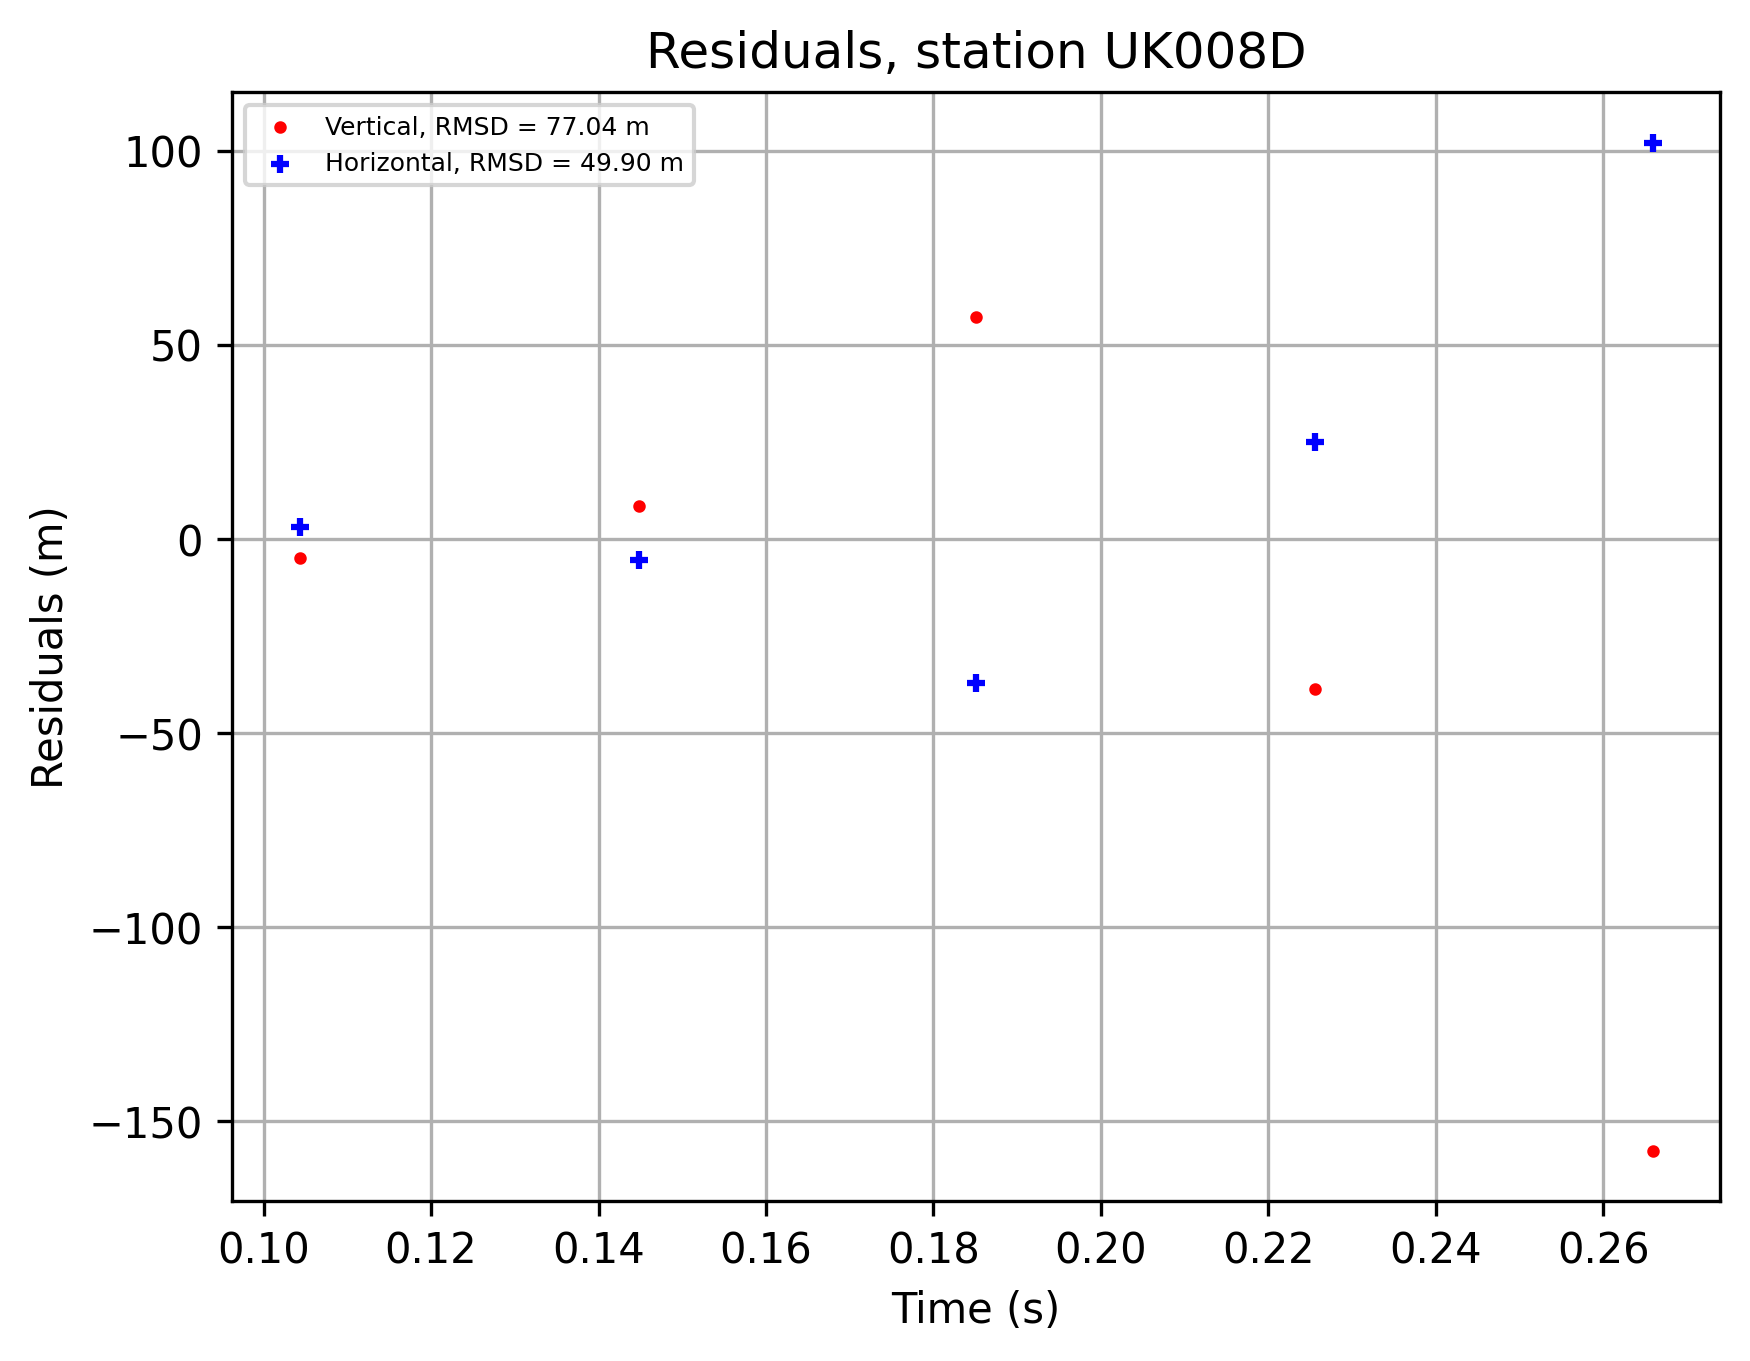 Residuals, station UK008D
Vertical, RMSD = 77.04 m
Horizontal, RMSD = 49.90 m
100
50
0
−50
−100
−150
Residuals (m)
0.10 0.12 0.14 0.16 0.18 0.20 0.22 0.24 0.26
Time (s)